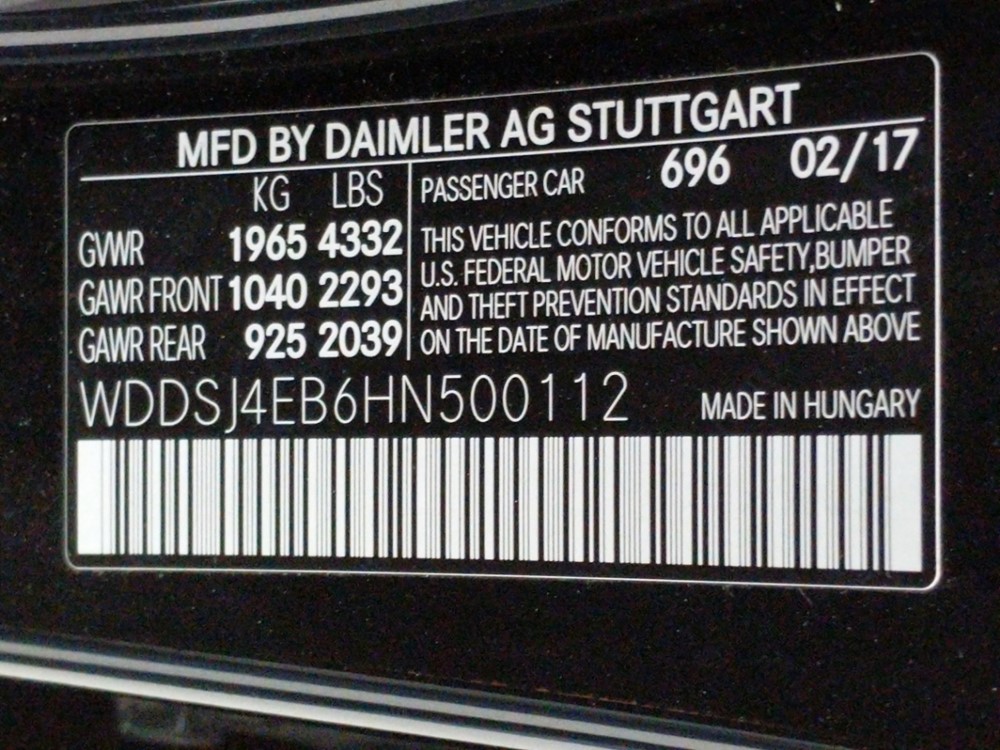 MFD BY DAIMLER AG STUTTGART
KG LBS
GVWR 1965 4332
GAWR FRONT 1040 2293
GAWR REAR 925 2039
PASSENGER CAR 696 02/17
THIS VEHICLE CONFORMS TO ALL APPLICABLE
U.S. FEDERAL MOTOR VEHICLE SAFETY,BUMPER
AND THEFT PREVENTION STANDARDS IN EFFECT
ON THE DATE OF MANUFACTURE SHOWN ABOVE
WDDSJ4EB6HN500112 MADE IN HUNGARY